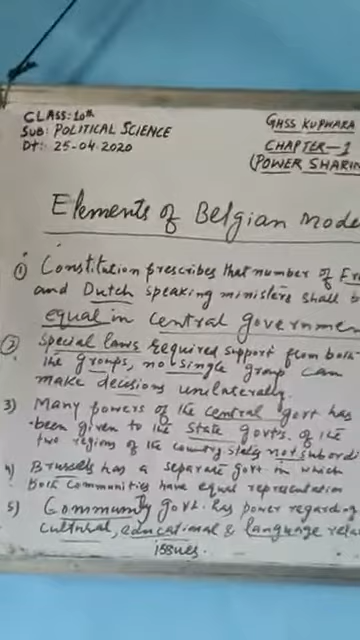 CLASS: 10th
SUB: POLITICAL SCIENCE
Dt: 25-04.2020
GHSS KUPWARA
CHAPTER-1
(POWER SHARIN
Elements of Belgian Mode
① Constitution prescribes that number of Fr
and Dutch speaking ministers shall b
equal in central governmen
② Special laws required support from both
the groups, no single group can
make decisions unilaterally.
3) Many powers of the central govt has
been given to the state govts. of the
two regions of the country states not subordi
4) Brussels has a separate govt in which
both communities have equal representation
5) Community govt. has power regarding
cultural, educational & language rela
issues.